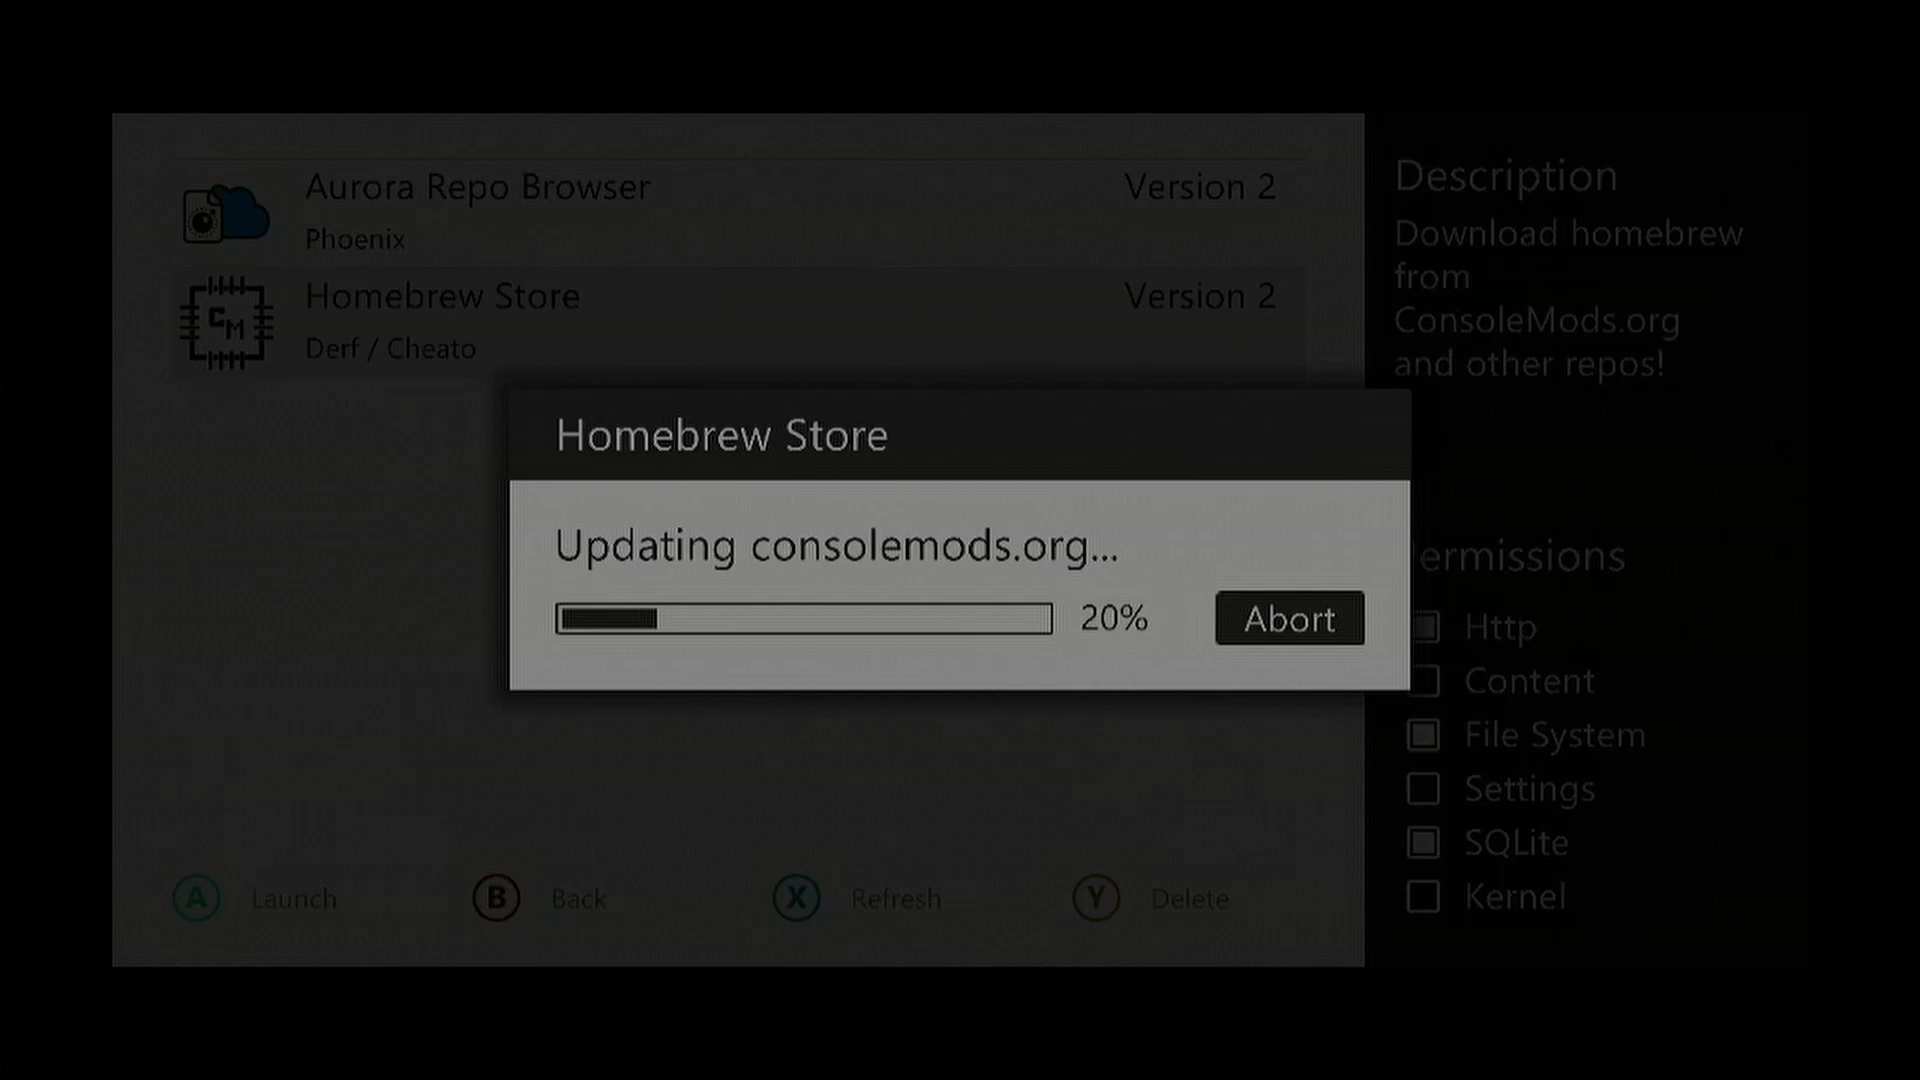 Aurora Repo Browser
Version 2
Phoenix
CM
Homebrew Store
Version 2
Derf / Cheato
Description
Download homebrew
from
ConsoleMods.org
and other repos!
Homebrew Store
Updating consolemods.org...
20%
Abort
ermissions
Http
Content
File System
Settings
SQLite
Kernel
A Launch
B Back
X Refresh
Y Delete